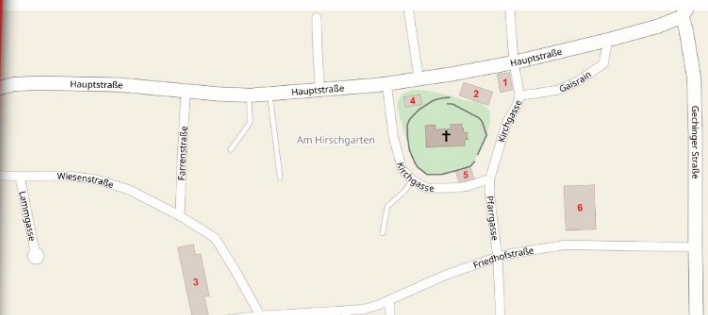 Hauptstraße
Hauptstraße
Hauptstraße
Gaisrain
Gechinger Straße
Kirchgasse
Kirchgasse
Am Hirschgarten
Farrenstraße
Wiesenstraße
Lammgasse
Pfarrgasse
Friedhofstraße
1
2
4
5
6
3